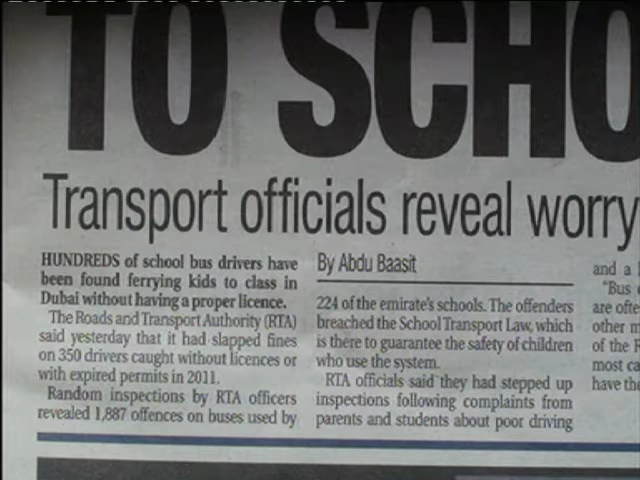 TO SCHO
Transport officials reveal worry
HUNDREDS of school bus drivers have
been found ferrying kids to class in
Dubai without having a proper licence.
The Roads and Transport Authority (RTA)
said yesterday that it had slapped fines
on 350 drivers caught without licences or
with expired permits in 2011.
Random inspections by RTA officers
revealed 1,887 offences on buses used by
By Abdu Baasit
224 of the emirate's schools. The offenders
breached the School Transport Law, which
is there to guarantee the safety of children
who use the system.
RTA officials said they had stepped up
inspections following complaints from
parents and students about poor driving
and a
"Bus
are ofte
other m
of the
most ca
have th